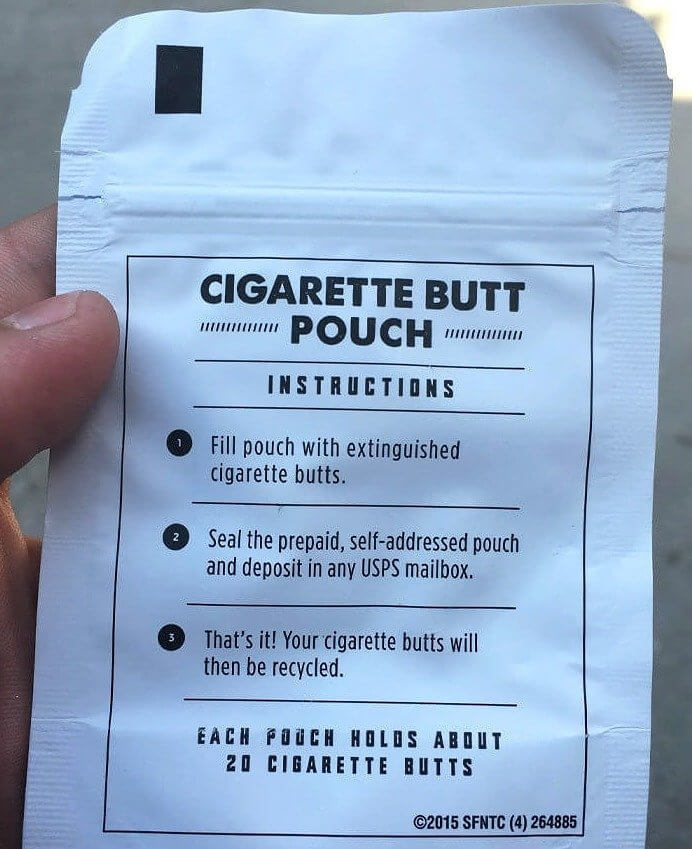 CIGARETTE BUTT
POUCH
INSTRUCTIONS
1 Fill pouch with extinguished
cigarette butts.
2 Seal the prepaid, self-addressed pouch
and deposit in any USPS mailbox.
3 That's it! Your cigarette butts will
then be recycled.
EACH POUCH HOLDS ABOUT
20 CIGARETTE BUTTS
©2015 SFNTC (4) 264885